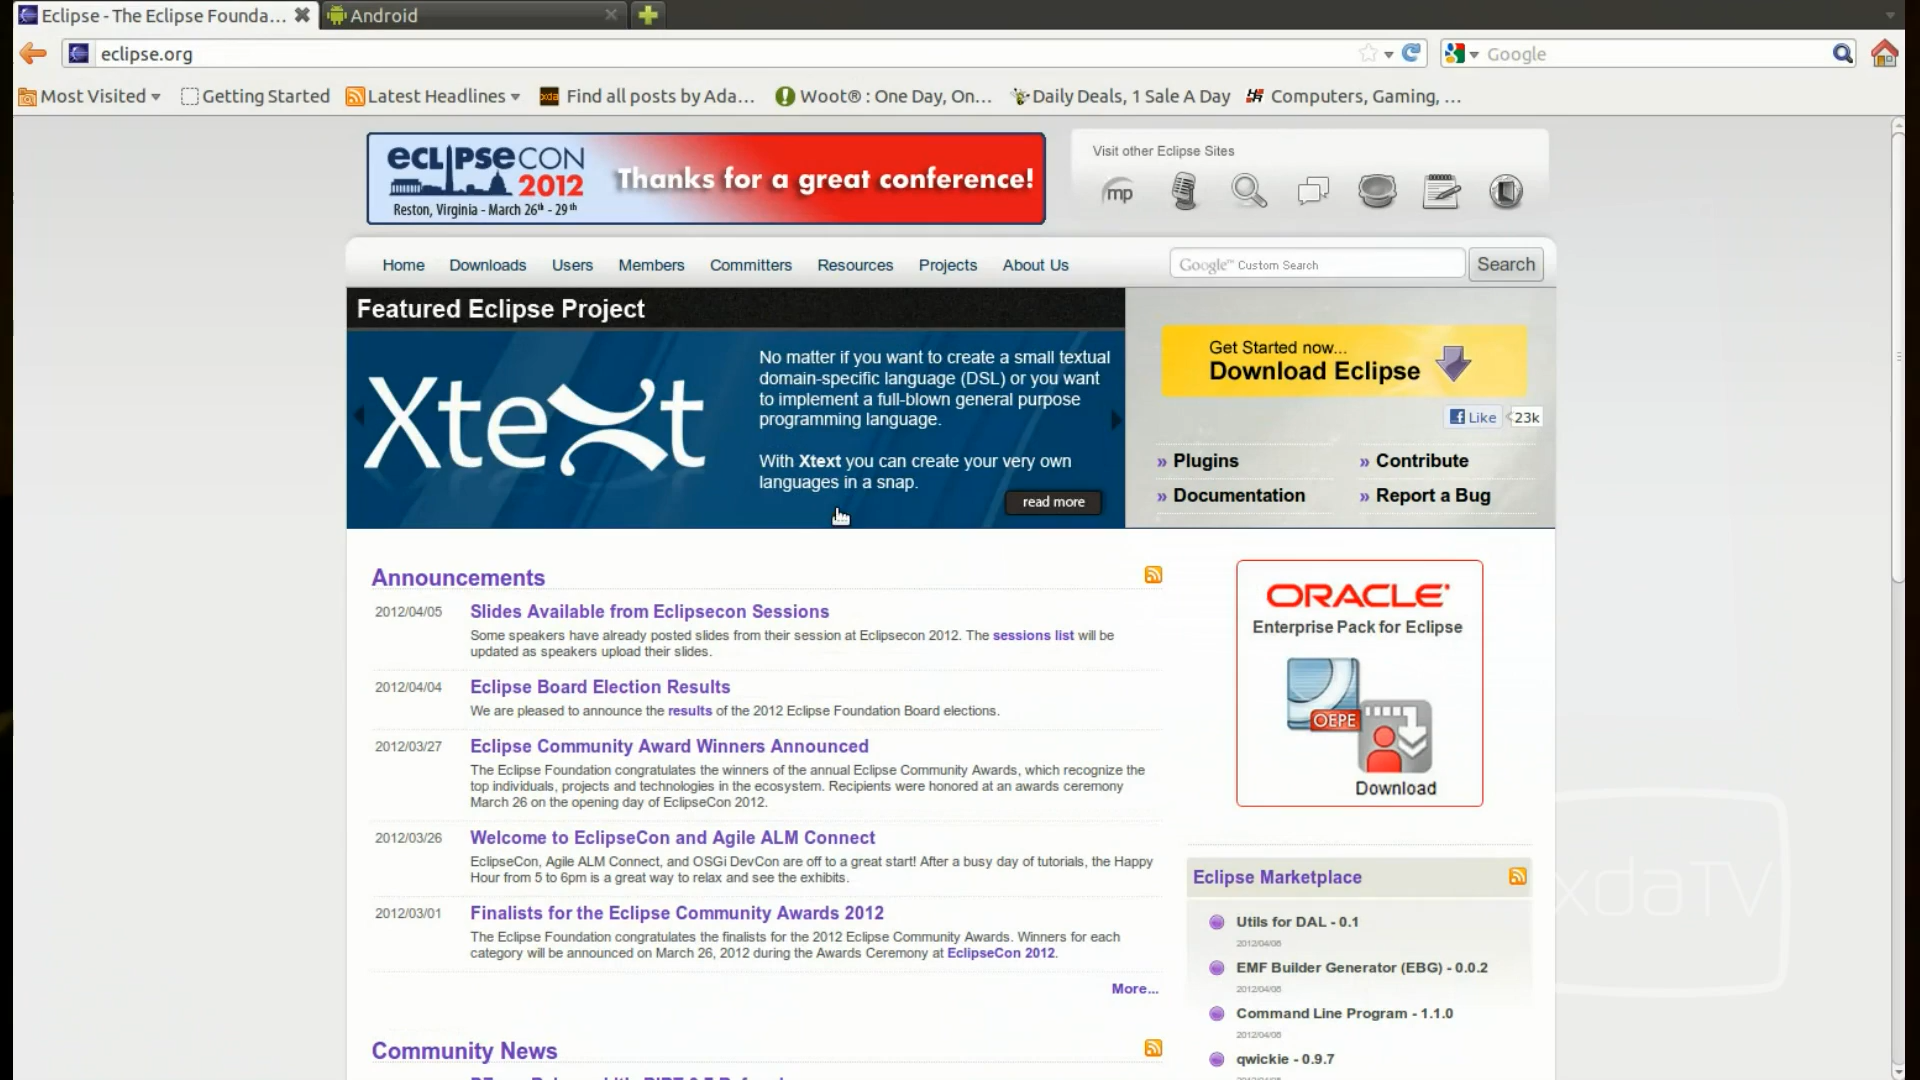 Eclipse - The Eclipse Founda...
Android
eclipse.org
Google
Most Visited
Getting Started
Latest Headlines
xda
Find all posts by Ada...
Woot® : One Day, On...
Daily Deals, 1 Sale A Day
Computers, Gaming, ...
eclipsecon
2012
Reston, Virginia - March 26th - 29th
Thanks for a great conference!
Visit other Eclipse Sites
mp
Home
Downloads
Users
Members
Committers
Resources
Projects
About Us
Google™ Custom Search
Search
Featured Eclipse Project
Xtext
No matter if you want to create a small textual
domain-specific language (DSL) or you want
to implement a full-blown general purpose
programming language.
With Xtext you can create your very own
languages in a snap.
read more
Get Started now...
Download Eclipse
Like
23k
» Plugins
» Contribute
» Documentation
» Report a Bug
Announcements
2012/04/05
Slides Available from Eclipsecon Sessions
Some speakers have already posted slides from their session at Eclipsecon 2012. The sessions list will be
updated as speakers upload their slides.
2012/04/04
Eclipse Board Election Results
We are pleased to announce the results of the 2012 Eclipse Foundation Board elections.
2012/03/27
Eclipse Community Award Winners Announced
The Eclipse Foundation congratulates the winners of the annual Eclipse Community Awards, which recognize the
top individuals, projects and technologies in the ecosystem. Recipients were honored at an awards ceremony
March 26 on the opening day of EclipseCon 2012.
2012/03/26
Welcome to EclipseCon and Agile ALM Connect
EclipseCon, Agile ALM Connect, and OSGi DevCon are off to a great start! After a busy day of tutorials, the Happy
Hour from 5 to 6pm is a great way to relax and see the exhibits.
2012/03/01
Finalists for the Eclipse Community Awards 2012
The Eclipse Foundation congratulates the finalists for the 2012 Eclipse Community Awards. Winners for each
category will be announced on March 26, 2012 during the Awards Ceremony at EclipseCon 2012.
More...
Community News
ORACLE
Enterprise Pack for Eclipse
OEPE
Download
Eclipse Marketplace
Utils for DAL - 0.1
2012/04/08
EMF Builder Generator (EBG) - 0.0.2
2012/04/08
Command Line Program - 1.1.0
2012/04/08
qwickie - 0.9.7
xdaTV